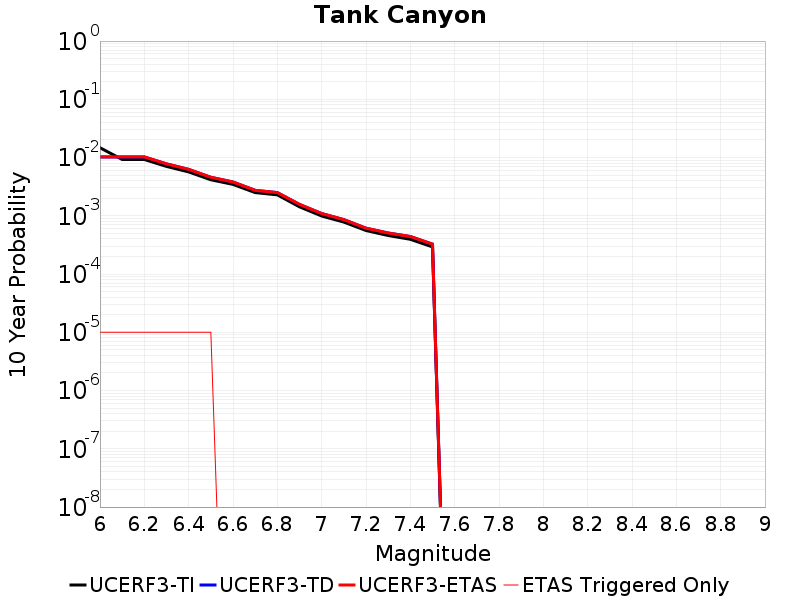 Tank Canyon
10^0
10^-1
10^-2
10^-3
10^-4
10^-5
10^-6
10^-7
10^-8
10 Year Probability
6 6.2 6.4 6.6 6.8 7 7.2 7.4 7.6 7.8 8 8.2 8.4 8.6 8.8 9
Magnitude
UCERF3-TI UCERF3-TD UCERF3-ETAS ETAS Triggered Only